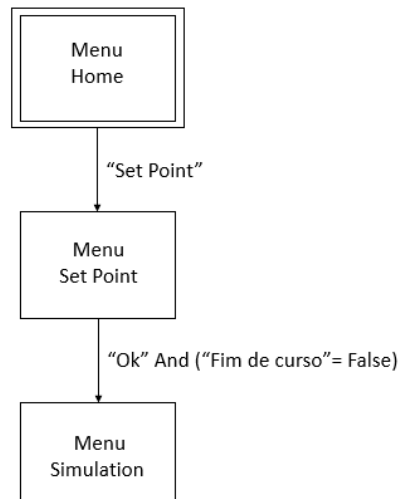 Menu
Home
“Set Point”
Menu
Set Point
“Ok” And (“Fim de curso”= False)
Menu
Simulation